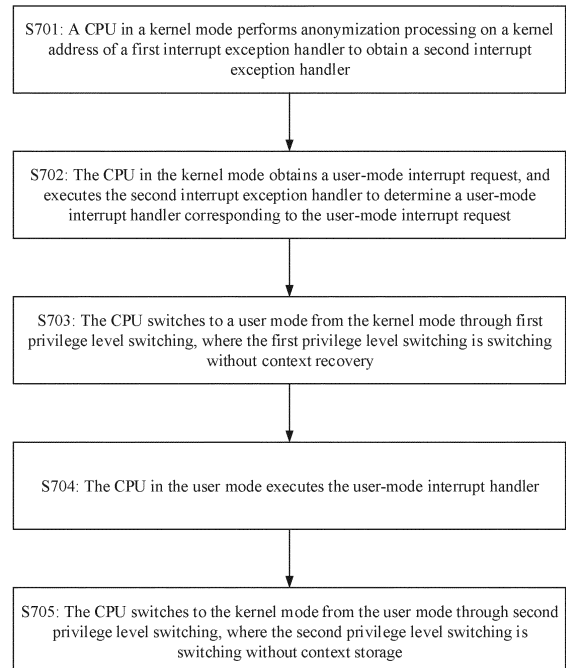 S701: A CPU in a kernel mode performs anonymization processing on a kernel
address of a first interrupt exception handler to obtain a second interrupt
exception handler
S702: The CPU in the kernel mode obtains a user-mode interrupt request, and
executes the second interrupt exception handler to determine a user-mode
interrupt handler corresponding to the user-mode interrupt request
S703: The CPU switches to a user mode from the kernel mode through first
privilege level switching, where the first privilege level switching is switching
without context recovery
S704: The CPU in the user mode executes the user-mode interrupt handler
S705: The CPU switches to the kernel mode from the user mode through second
privilege level switching, where the second privilege level switching is
switching without context storage